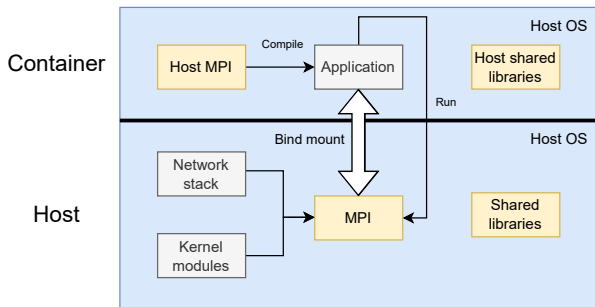 Host OS
Container
Compile
Host MPI
Application
Host shared
libraries
Run
Bind mount
Host OS
Network
stack
Host
MPI
Shared
libraries
Kernel
modules